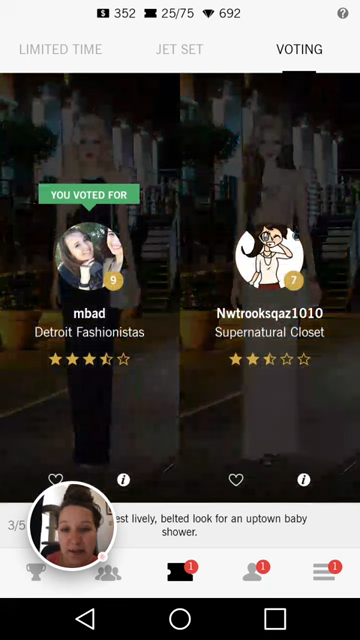 352 25/75 692 ?
LIMITED TIME JET SET VOTING
YOU VOTED FOR
9 7
mbad Nwtrooksqaz1010
Detroit Fashionistas Supernatural Closet
i i
3/5 lively, belted look for an uptown baby
shower.
1 1 1